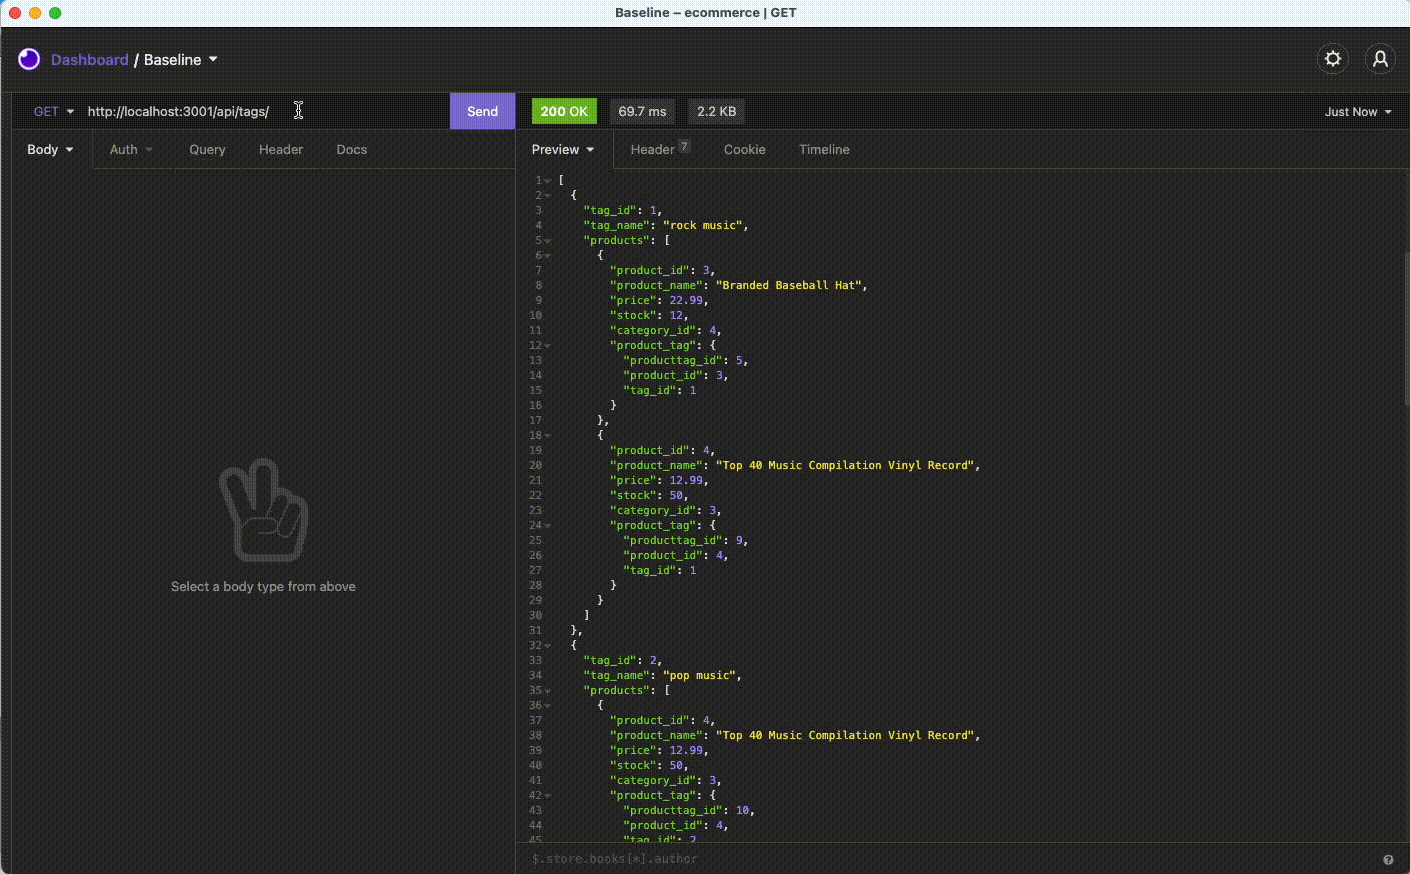 Baseline – ecommerce | GET
Dashboard / Baseline
GET http://localhost:3001/api/tags/ Send 200 OK 69.7 ms 2.2 KB Just Now
Body Auth Query Header Docs Preview Header 7 Cookie Timeline
1 [
2 {
3 "tag_id": 1,
4 "tag_name": "rock music",
5 "products": [
6 {
7 "product_id": 3,
8 "product_name": "Branded Baseball Hat",
9 "price": 22.99,
10 "stock": 12,
11 "category_id": 4,
12 "product_tag": {
13 "producttag_id": 5,
14 "product_id": 3,
15 "tag_id": 1
16 }
17 },
18 {
19 "product_id": 4,
20 "product_name": "Top 40 Music Compilation Vinyl Record",
21 "price": 12.99,
22 "stock": 50,
23 "category_id": 3,
24 "product_tag": {
25 "producttag_id": 9,
26 "product_id": 4,
27 "tag_id": 1
28 }
29 }
30 ]
31 },
32 {
33 "tag_id": 2,
34 "tag_name": "pop music",
35 "products": [
36 {
37 "product_id": 4,
38 "product_name": "Top 40 Music Compilation Vinyl Record",
39 "price": 12.99,
40 "stock": 50,
41 "category_id": 3,
42 "product_tag": {
43 "producttag_id": 10,
44 "product_id": 4,
45 "tag_id": 2
Select a body type from above
$.store.books[*].author